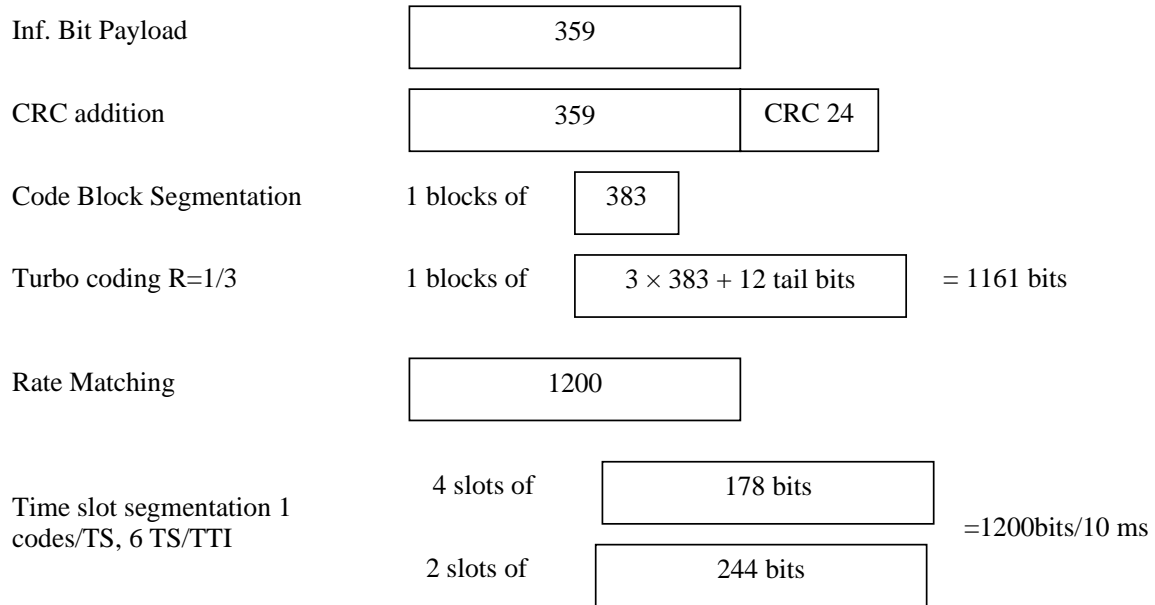 Inf. Bit Payload 359
CRC addition 359 CRC 24
Code Block Segmentation 1 blocks of 383
Turbo coding R=1/3 1 blocks of 3 × 383 + 12 tail bits = 1161 bits
Rate Matching 1200
4 slots of 178 bits
Time slot segmentation 1
codes/TS, 6 TS/TTI
=1200bits/10 ms
2 slots of 244 bits